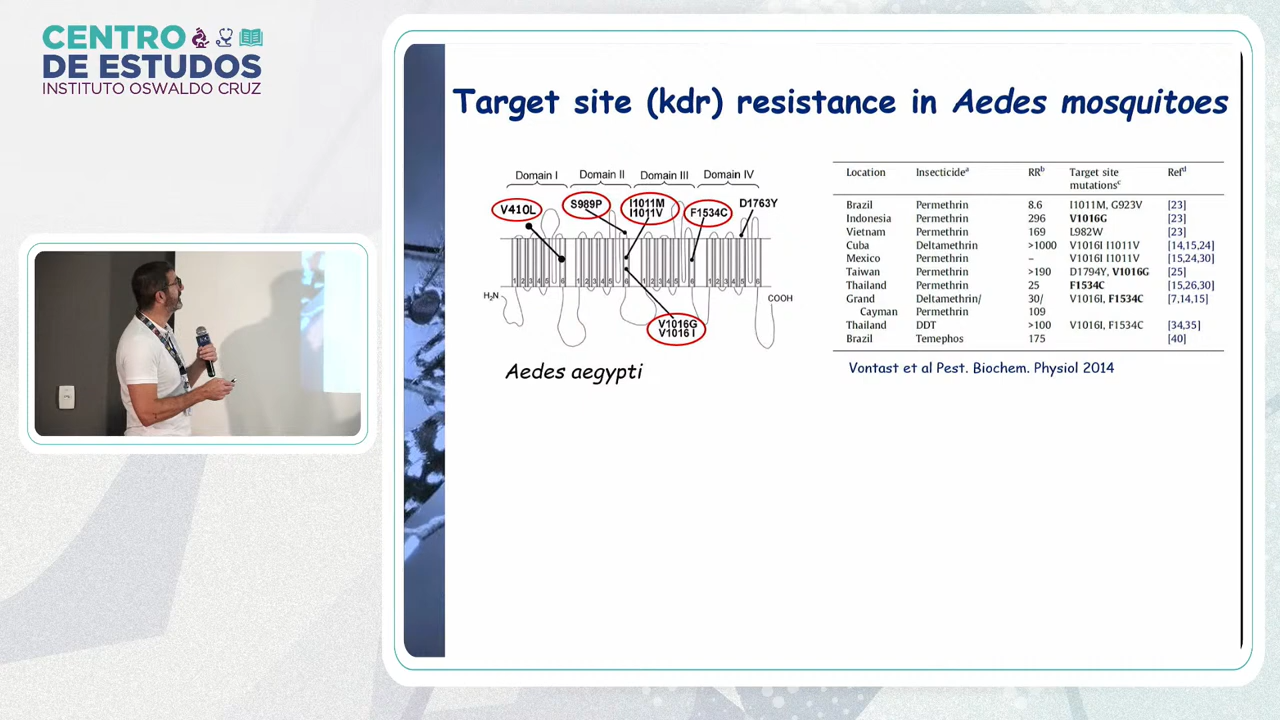 CENTRO
DE ESTUDOS
INSTITUTO OSWALDO CRUZ
Target site (kdr) resistance in Aedes mosquitoes
Domain I Domain II Domain III Domain IV
V410L S989P I1011M I1011V F1534C D1763Y
H₂N COOH
V1016G
V1016 I
Aedes aegypti
Location Insecticideᵃ RRᵇ Target site mutationsᶜ Refᵈ
Brazil Permethrin 8.6 I1011M, G923V [23]
Indonesia Permethrin 296 V1016G [23]
Vietnam Permethrin 169 L982W [23]
Cuba Deltamethrin >1000 V1016I I1011V [14,15,24]
Mexico Permethrin – V1016I I1011V [15,24,30]
Taiwan Permethrin >190 D1794Y, V1016G [25]
Thailand Permethrin 25 F1534C [15,26,30]
Grand Deltamethrin/ 30/ V1016I, F1534C [7,14,15]
Cayman Permethrin 109
Thailand DDT >100 V1016I, F1534C [34,35]
Brazil Temephos 175 [40]
Vontast et al Pest. Biochem. Physiol 2014